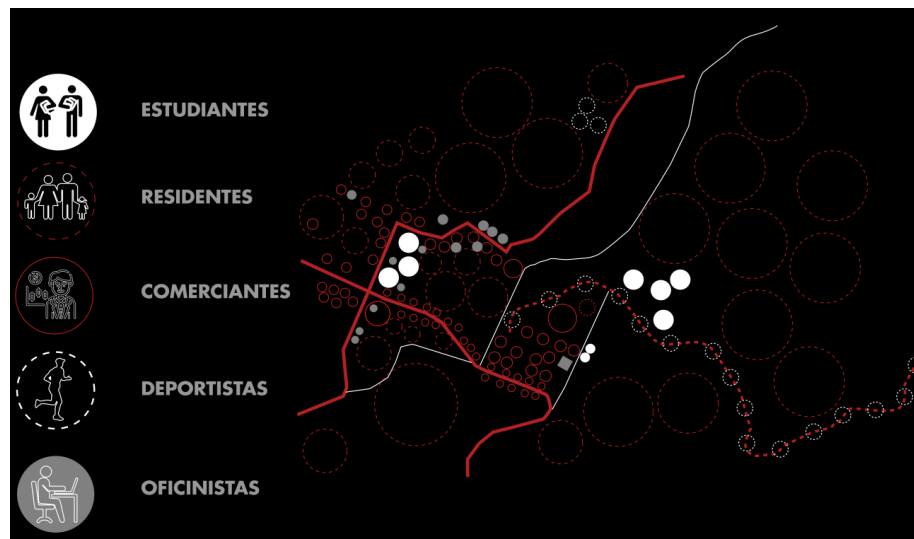 ESTUDIANTES
RESIDENTES
$
COMERCIANTES
DEPORTISTAS
OFICINISTAS